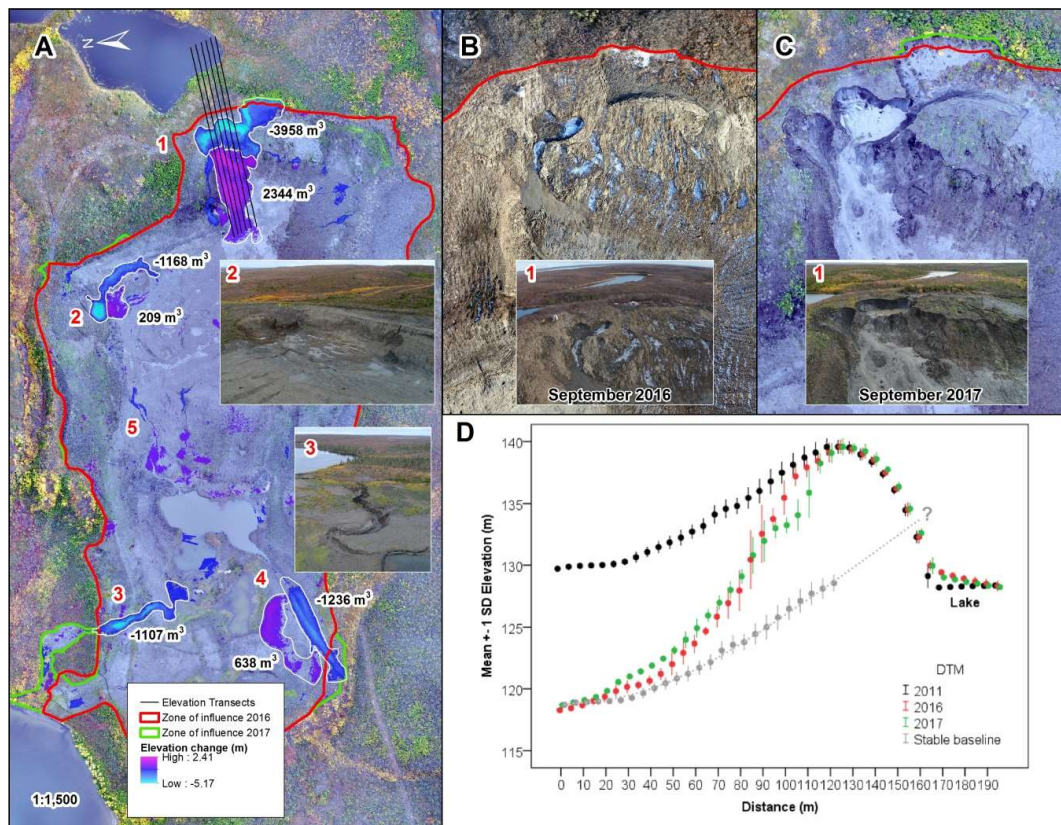 A
N
1
-3958 m³
2344 m³
-1168 m³
2
209 m³
2
5
3
3
-1107 m³
4
-1236 m³
638 m³
Elevation Transects
Zone of influence 2016
Zone of influence 2017
Elevation change (m)
High : 2.41
Low : -5.17
1:1,500
B
1
September 2016
C
1
September 2017
D
Mean +- 1 SD Elevation (m)
140
135
130
125
120
115
?
Lake
DTM
2011
2016
2017
Stable baseline
0 10 20 30 40 50 60 70 80 90 100 110 120 130 140 150 160 170 180 190
Distance (m)